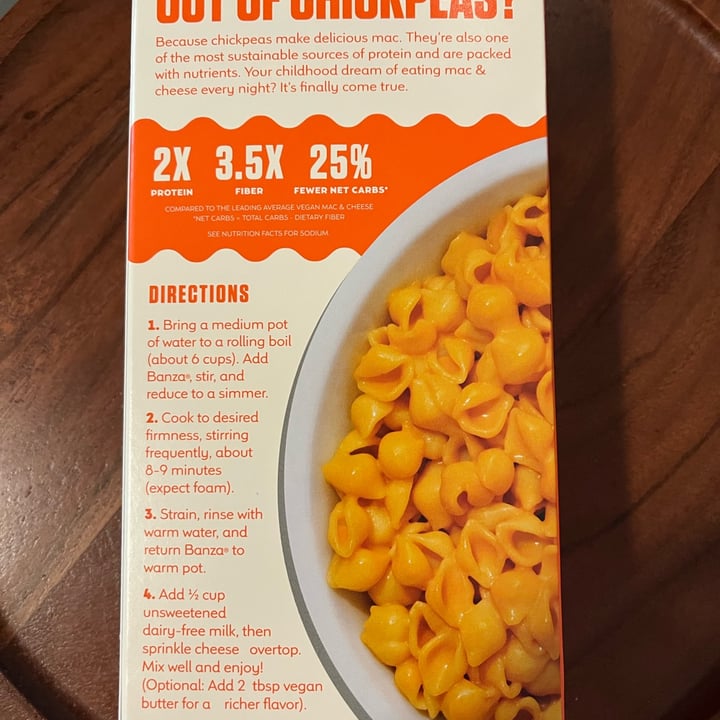 OUT OF CHICKPEAS?
Because chickpeas make delicious mac. They're also one
of the most sustainable sources of protein and are packed
with nutrients. Your childhood dream of eating mac &
cheese every night? It's finally come true.
2X 3.5X 25%
PROTEIN FIBER FEWER NET CARBS*
COMPARED TO THE LEADING AVERAGE VEGAN MAC & CHEESE
*NET CARBS = TOTAL CARBS - DIETARY FIBER
SEE NUTRITION FACTS FOR SODIUM.
DIRECTIONS
1. Bring a medium pot
of water to a rolling boil
(about 6 cups). Add
Banza®, stir, and
reduce to a simmer.
2. Cook to desired
firmness, stirring
frequently, about
8-9 minutes
(expect foam).
3. Strain, rinse with
warm water, and
return Banza® to
warm pot.
4. Add ½ cup
unsweetened
dairy-free milk, then
sprinkle cheese overtop.
Mix well and enjoy!
(Optional: Add 2 tbsp vegan
butter for a richer flavor).